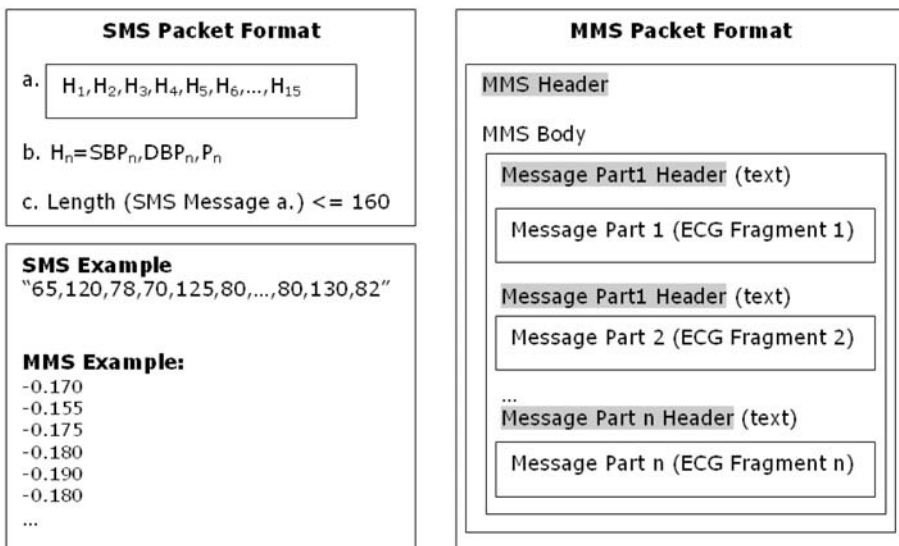 SMS Packet Format
a. H₁,H₂,H₃,H₄,H₅,H₆,...,H₁₅
b. Hₙ=SBPₙ,DBPₙ,Pₙ
c. Length (SMS Message a.) <= 160
SMS Example
“65,120,78,70,125,80,...,80,130,82”
MMS Example:
-0.170
-0.155
-0.175
-0.180
-0.190
-0.180
...
MMS Packet Format
MMS Header
MMS Body
Message Part1 Header (text)
Message Part 1 (ECG Fragment 1)
Message Part1 Header (text)
Message Part 2 (ECG Fragment 2)
...
Message Part n Header (text)
Message Part n (ECG Fragment n)